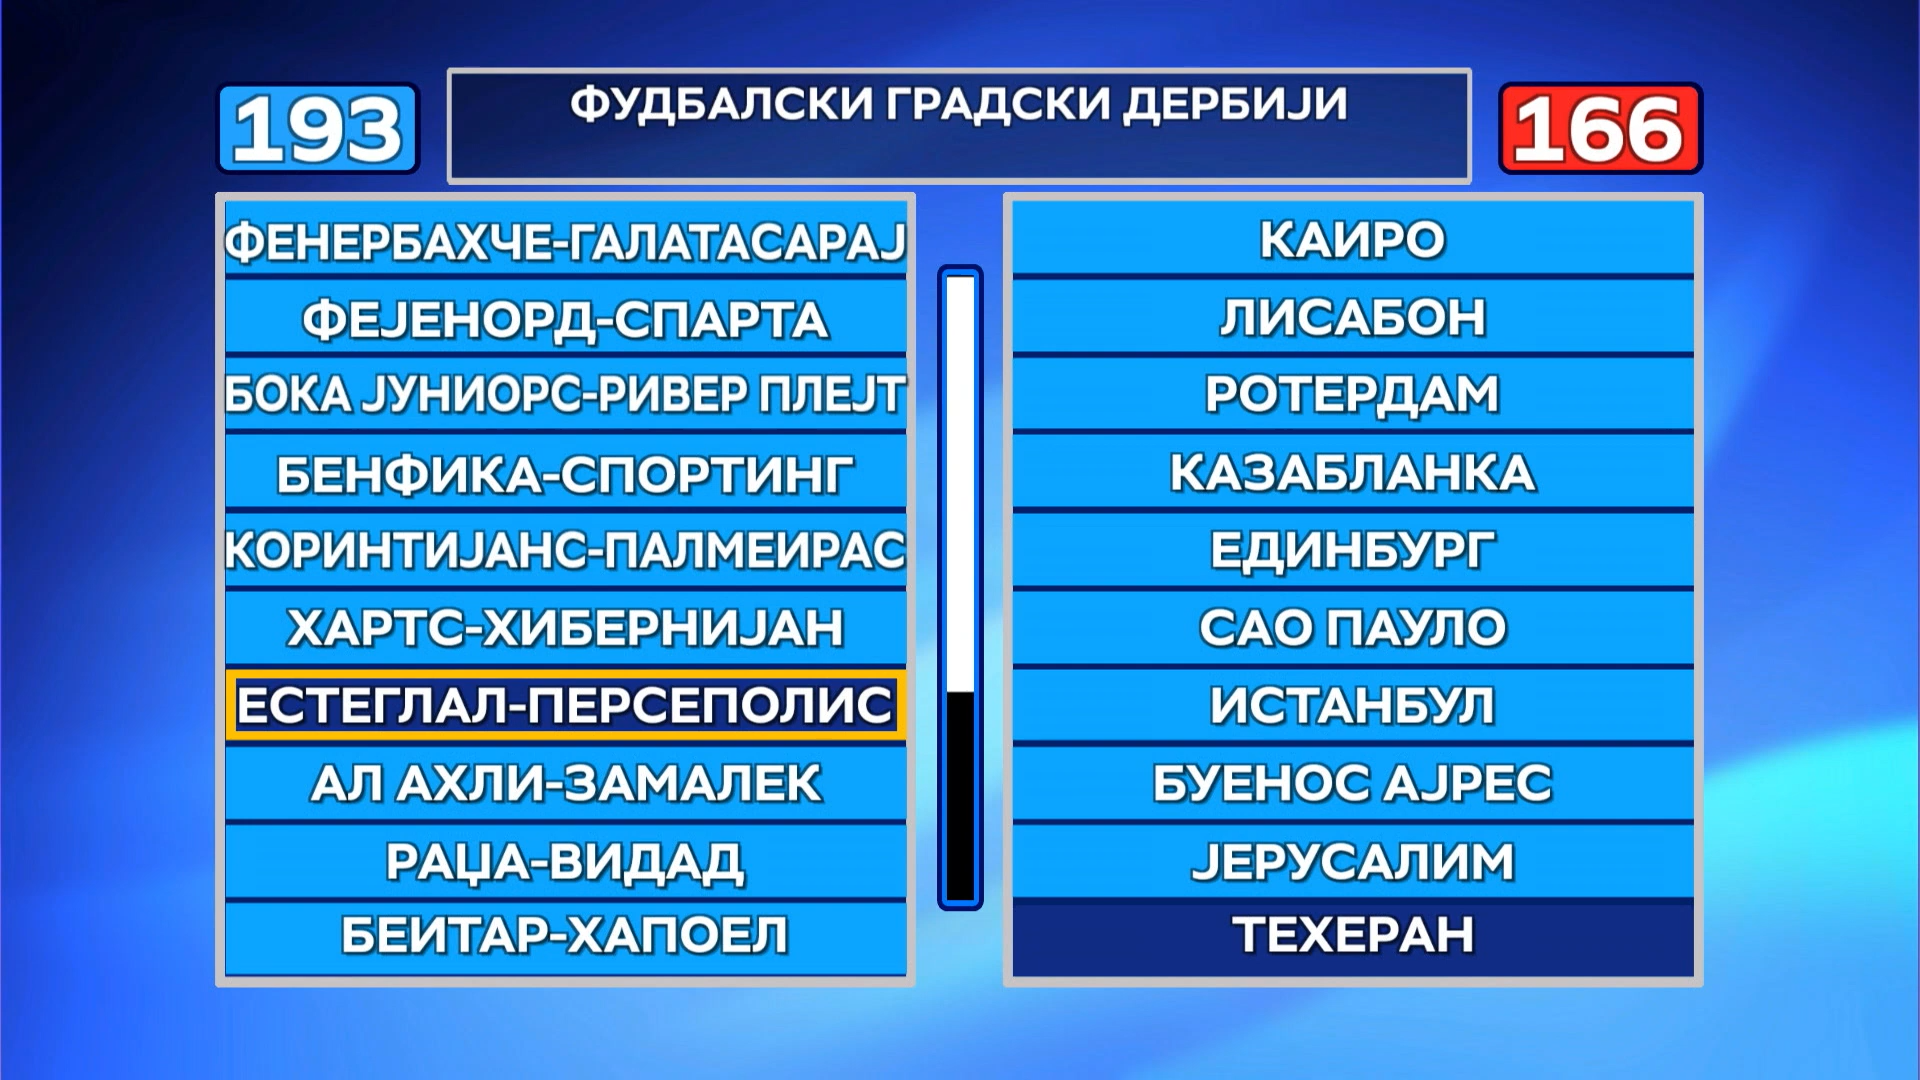 193
ФУДБАЛСКИ ГРАДСКИ ДЕРБИЈИ
166
ФЕНЕРБАХЧЕ-ГАЛАТАСАРАЈ
КАИРО
ФЕЈЕНОРД-СПАРТА
ЛИСАБОН
БОКА ЈУНИОРС-РИВЕР ПЛЕЈТ
РОТЕРДАМ
БЕНФИКА-СПОРТИНГ
КАЗАБЛАНКА
КОРИНТИЈАНС-ПАЛМЕИРАС
ЕДИНБУРГ
ХАРТС-ХИБЕРНИЈАН
САО ПАУЛО
ЕСТЕГЛАЛ-ПЕРСЕПОЛИС
ИСТАНБУЛ
АЛ АХЛИ-ЗАМАЛЕК
БУЕНОС АЈРЕС
РАЏА-ВИДАД
ЈЕРУСАЛИМ
БЕИТАР-ХАПОЕЛ
ТЕХЕРАН